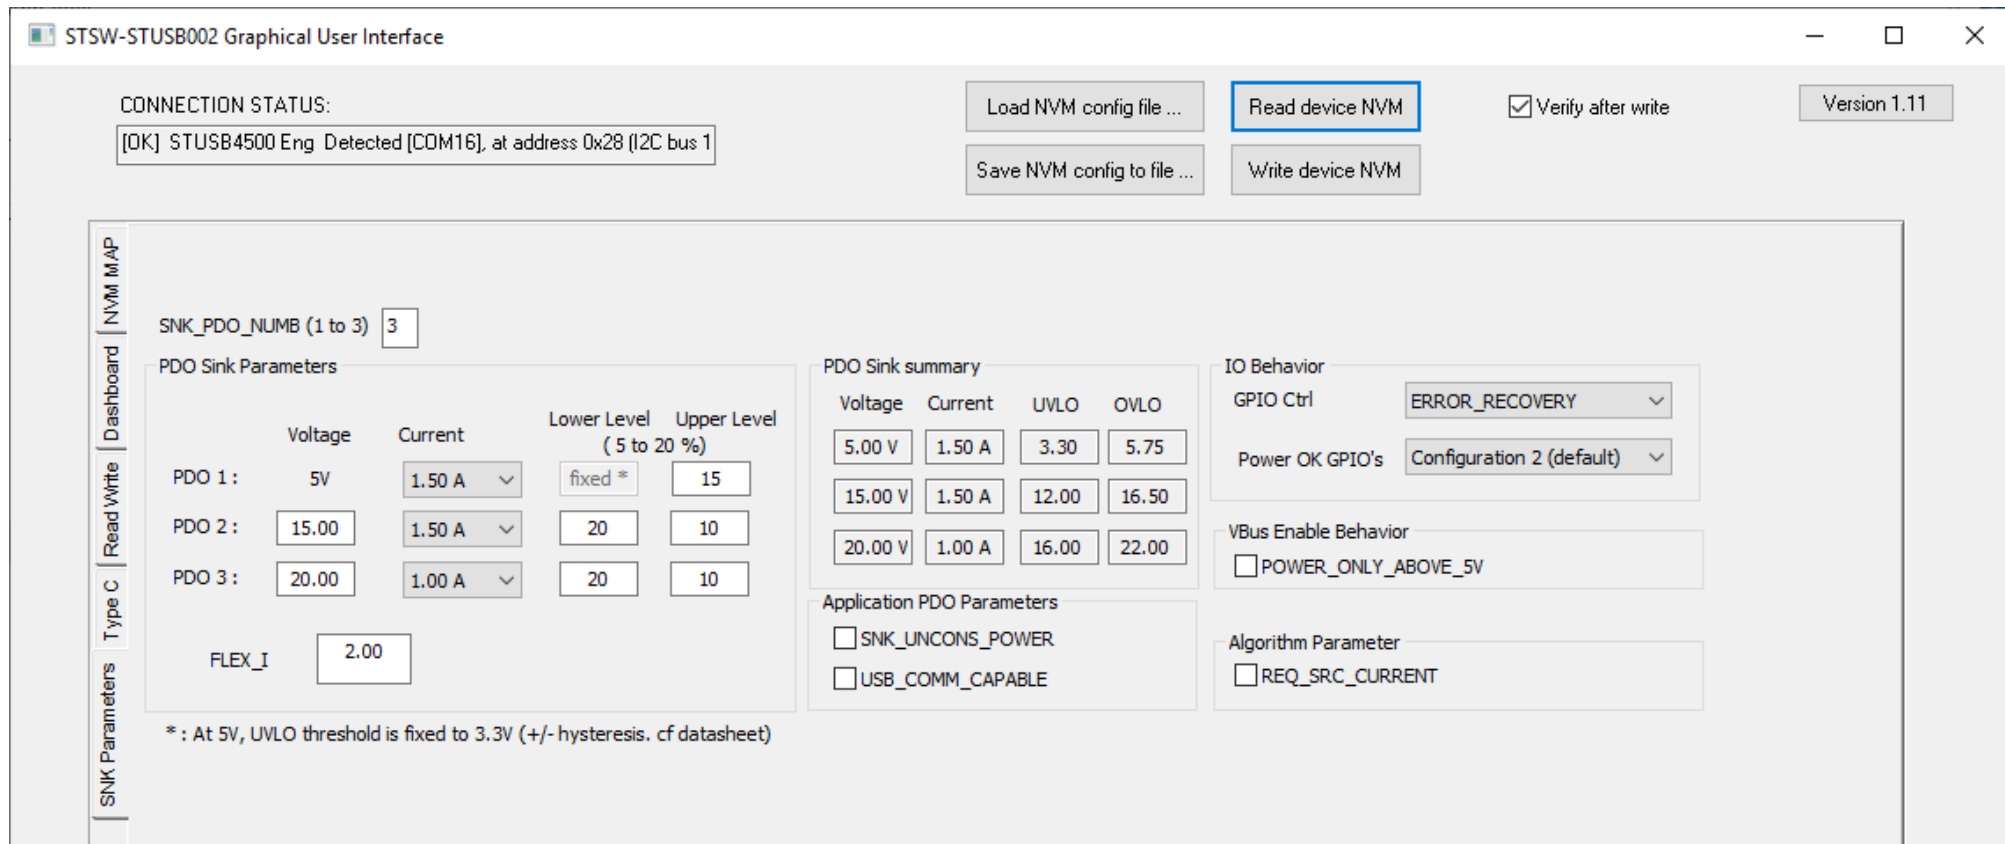 STSW-STUSB002 Graphical User Interface
CONNECTION STATUS:
[OK] STUSB4500 Eng Detected [COM16], at address 0x28 (I2C bus 1
Load NVM config file ...
Read device NVM
Verify after write
Version 1.11
Save NVM config to file ...
Write device NVM
NVM MAP
Dashboard
Read Write
Type C
SNK Parameters
SNK_PDO_NUMB (1 to 3) 3
PDO Sink Parameters
Voltage Current Lower Level Upper Level
( 5 to 20 %)
PDO 1 : 5V 1.50 A fixed * 15
PDO 2 : 15.00 1.50 A 20 10
PDO 3 : 20.00 1.00 A 20 10
FLEX_I 2.00
* : At 5V, UVLO threshold is fixed to 3.3V (+/- hysteresis. cf datasheet)
PDO Sink summary
Voltage Current UVLO OVLO
5.00 V 1.50 A 3.30 5.75
15.00 V 1.50 A 12.00 16.50
20.00 V 1.00 A 16.00 22.00
Application PDO Parameters
SNK_UNCONS_POWER
USB_COMM_CAPABLE
IO Behavior
GPIO Ctrl ERROR_RECOVERY
Power OK GPIO's Configuration 2 (default)
VBus Enable Behavior
POWER_ONLY_ABOVE_5V
Algorithm Parameter
REQ_SRC_CURRENT